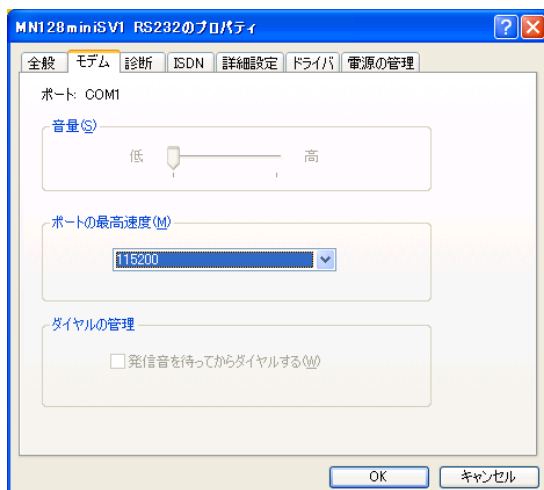 MN128miniSV1 RS232のプロパティ
全般 モデム 診断 ISDN 詳細設定 ドライバ 電源の管理
ポート: COM1
音量(S)
低 高
ポートの最高速度(M)
115200
ダイヤルの管理
発信音を待ってからダイヤルする(W)
OK キャンセル